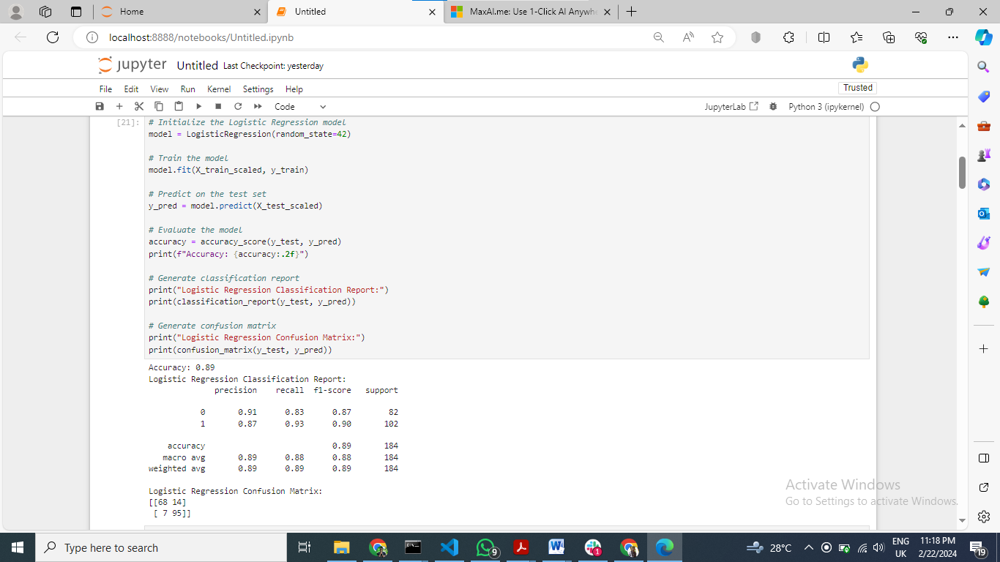 Home
Untitled
MaxAI.me: Use 1-Click AI Anywhe
localhost:8888/notebooks/Untitled.ipynb
jupyter Untitled Last Checkpoint: yesterday
File Edit View Run Kernel Settings Help
Trusted
Code
JupyterLab
Python 3 (ipykernel)
[21]: # Initialize the Logistic Regression model
model = LogisticRegression(random_state=42)
# Train the model
model.fit(X_train_scaled, y_train)
# Predict on the test set
y_pred = model.predict(X_test_scaled)
# Evaluate the model
accuracy = accuracy_score(y_test, y_pred)
print(f"Accuracy: {accuracy:.2f}")
# Generate classification report
print("Logistic Regression Classification Report:")
print(classification_report(y_test, y_pred))
# Generate confusion matrix
print("Logistic Regression Confusion Matrix:")
print(confusion_matrix(y_test, y_pred))
Accuracy: 0.89
Logistic Regression Classification Report:
precision recall f1-score support
0 0.91 0.83 0.87 82
1 0.87 0.93 0.90 102
accuracy 0.89 184
macro avg 0.89 0.88 0.88 184
weighted avg 0.89 0.89 0.89 184
Logistic Regression Confusion Matrix:
[[68 14]
[ 7 95]]
Activate Windows
Go to Settings to activate Windows.
Type here to search
9
1
28°C
ENG
UK
11:18 PM
2/22/2024
19